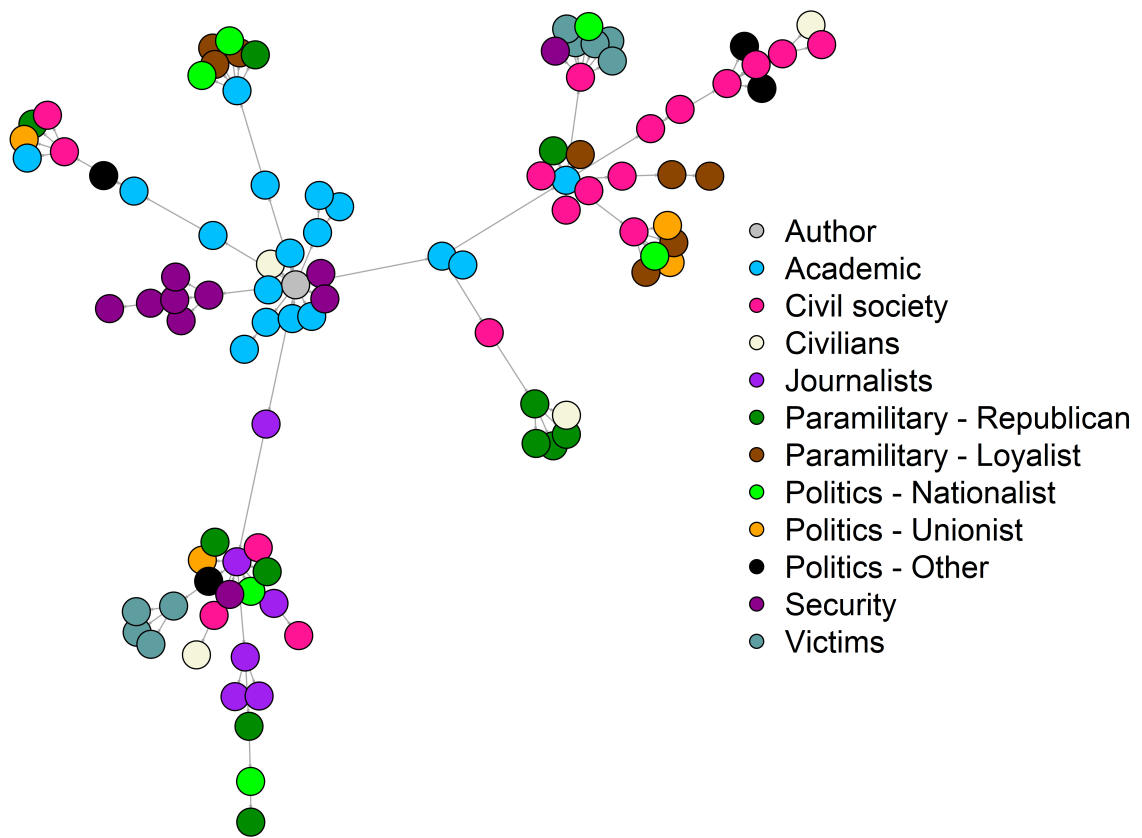 Author
Academic
Civil society
Civilians
Journalists
Paramilitary - Republican
Paramilitary - Loyalist
Politics - Nationalist
Politics - Unionist
Politics - Other
Security
Victims